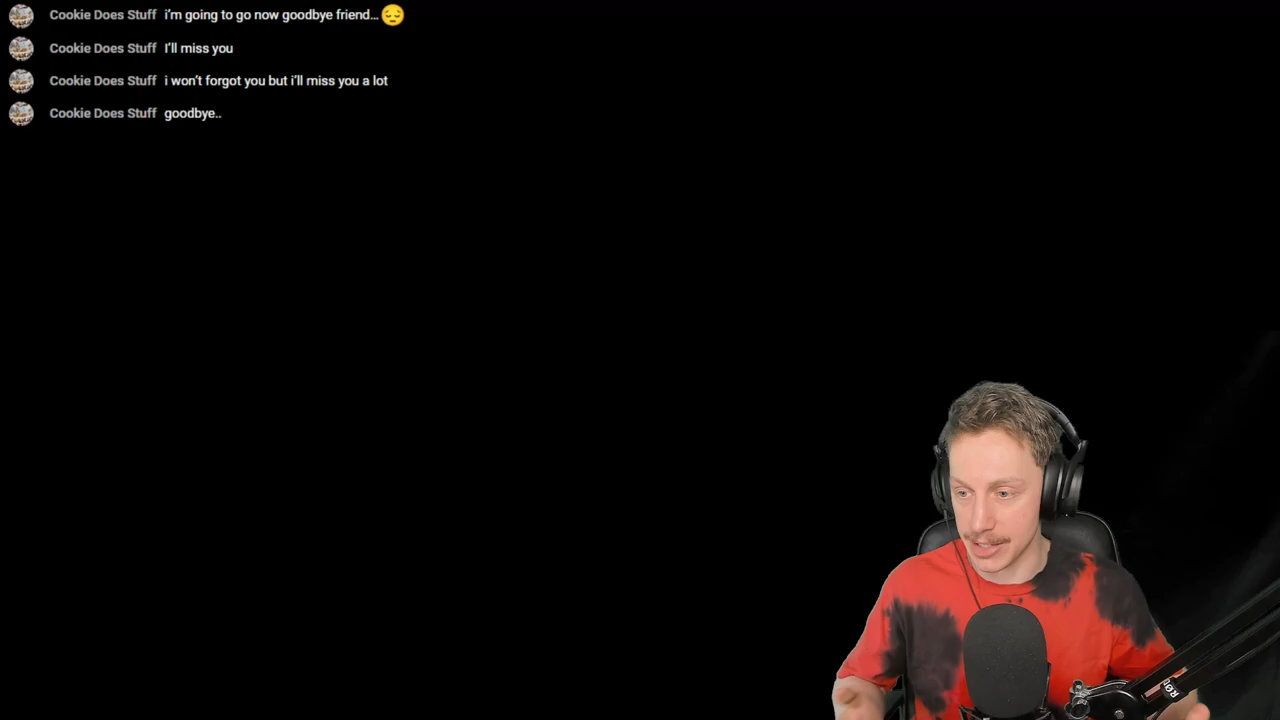 Cookie Does Stuff i'm going to go now goodbye friend...😔
Cookie Does Stuff I'll miss you
Cookie Does Stuff i won't forgot you but i'll miss you a lot
Cookie Does Stuff goodbye..